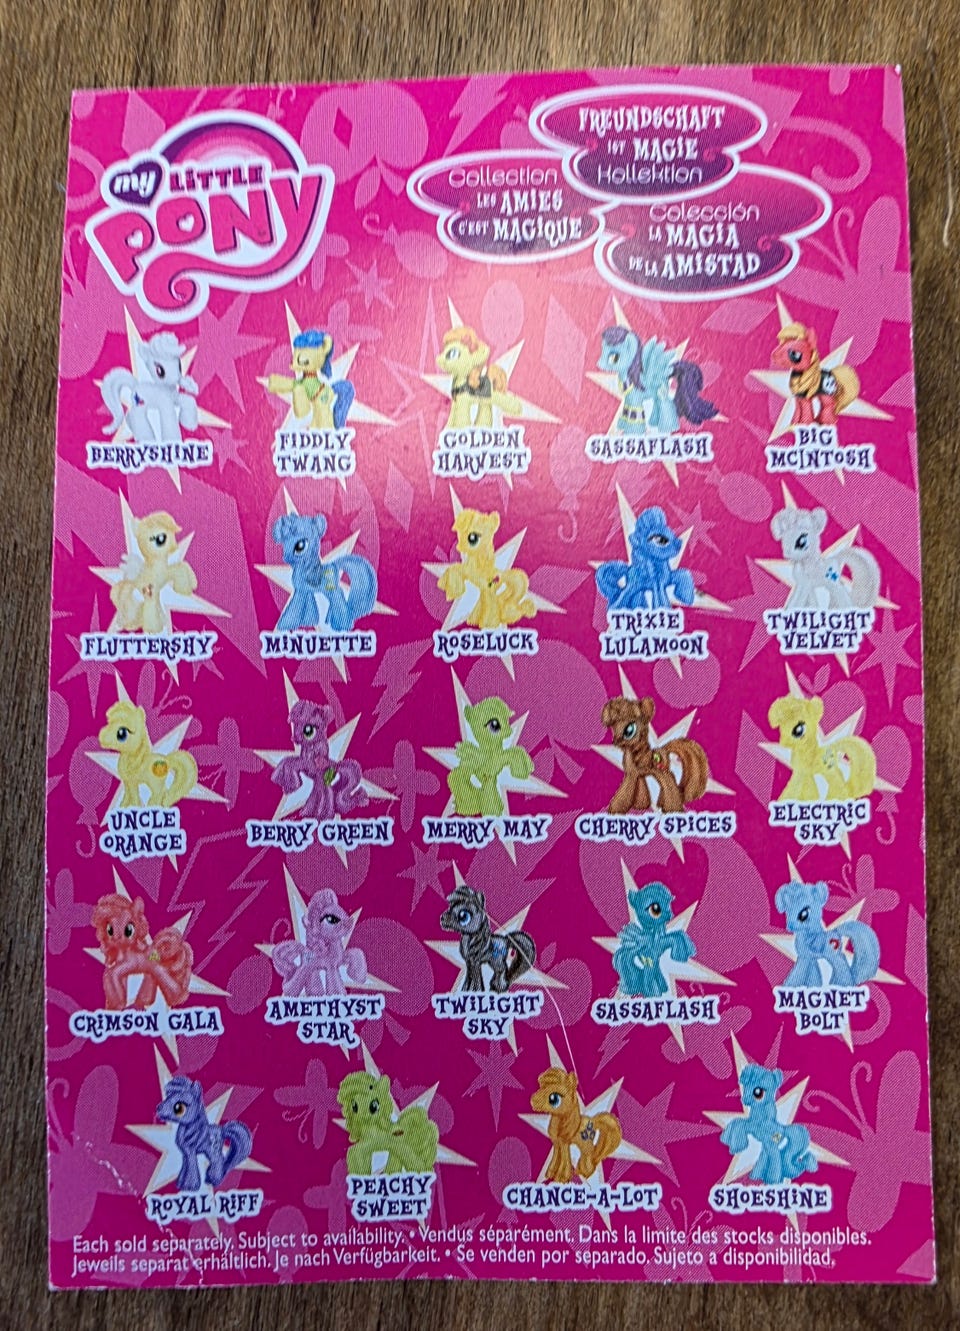 my LITTLE
PONY
FREUNDSCHAFT
IST MAGIE
Kollektion
Collection
LES AMIES
C'EST MAGIQUE
Colección
LA MAGIA
DE LA AMISTAD
BERRYSHINE
FIDDLY
TWANG
GOLDEN
HARVEST
SASSAFLASH
BIG
MCINTOSH
FLUTTERSHY
MINUETTE
ROSELUCK
TRIXIE
LULAMOON
TWILIGHT
VELVET
UNCLE
ORANGE
BERRY GREEN
MERRY MAY
CHERRY SPICES
ELECTRIC
SKY
CRIMSON GALA
AMETHYST
STAR
TWILIGHT
SKY
SASSAFLASH
MAGNET
BOLT
ROYAL RIFF
PEACHY
SWEET
CHANCE-A-LOT
SHOESHINE
Each sold separately. Subject to availability. • Vendus séparément. Dans la limite des stocks disponibles.
Jeweils separat erhältlich. Je nach Verfügbarkeit. • Se venden por separado. Sujeto a disponibilidad.